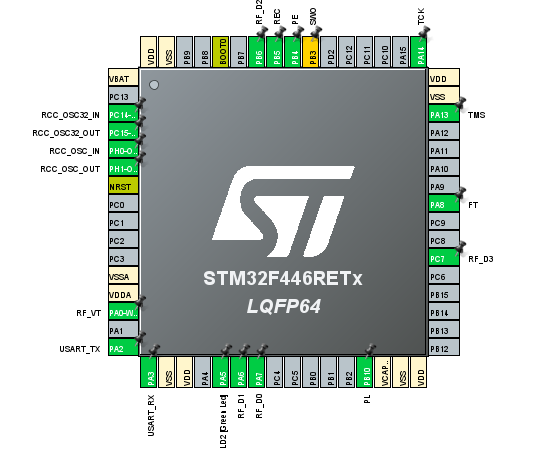 RF_D2
REC
PE
SWO
TCK
VDD
VSS
PB9
PB8
BOOT0
PB7
PB6
PB5
PB4
PB3
PD2
PC12
PC11
PC10
PA15
PA14
VBAT
PC13
RCC_OSC32_IN PC14-..
RCC_OSC32_OUT PC15-..
RCC_OSC_IN PH0-O..
RCC_OSC_OUT PH1-O..
NRST
PC0
PC1
PC2
PC3
VSSA
VDDA
RF_VT PA0-W..
PA1
USART_TX PA2
VDD
VSS
PA13 TMS
PA12
PA11
PA10
PA9
PA8 FT
PC9
PC8
PC7 RF_D3
PC6
PB15
PB14
PB13
PB12
ST
STM32F446RETx
LQFP64
PA3
VSS
VDD
PA4
PA5
PA6
PA7
PC4
PC5
PB0
PB1
PB2
PB10
VCAP..
VSS
VDD
USART_RX
LD2 [Green Led]
RF_D1
RF_D0
PL